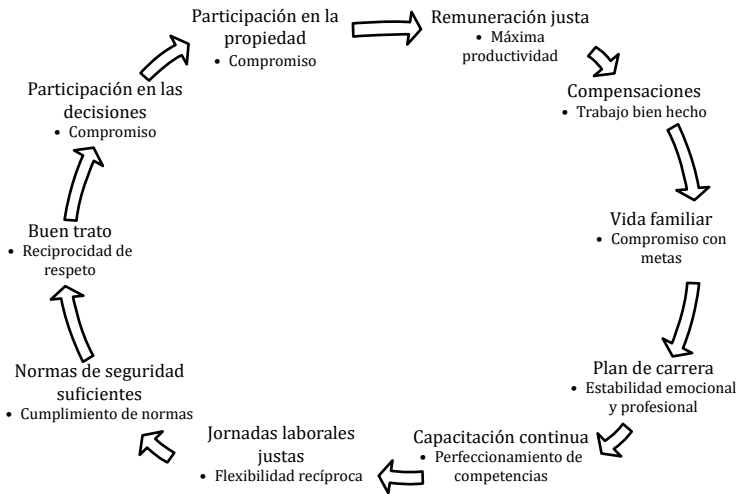 Participación en la
propiedad
• Compromiso
Remuneración justa
• Máxima
productividad
Compensaciones
• Trabajo bien hecho
Vida familiar
• Compromiso con
metas
Plan de carrera
• Estabilidad emocional
y profesional
Capacitación continua
• Perfeccionamiento de
competencias
Jornadas laborales
justas
• Flexibilidad recíproca
Normas de seguridad
suficientes
• Cumplimiento de normas
Buen trato
• Reciprocidad de
respeto
Participación en las
decisiones
• Compromiso